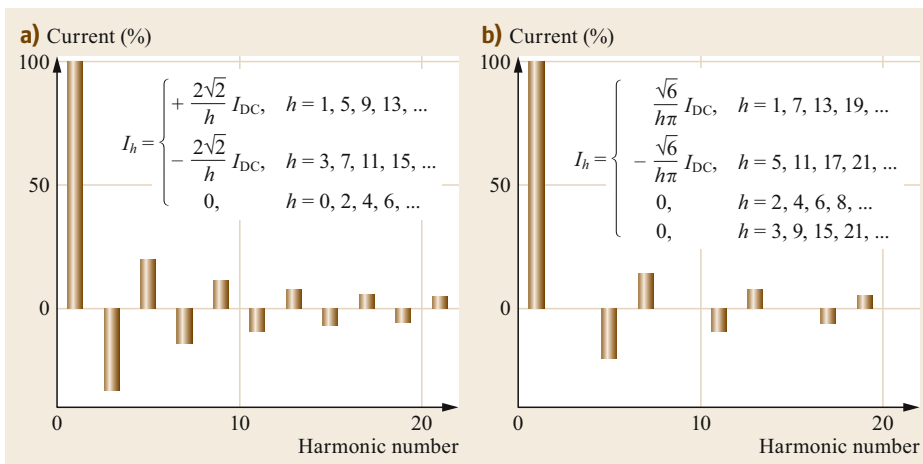 a) Current (%)
100
50
0
I_h = { + 2√2/h I_DC, h = 1, 5, 9, 13, ...
− 2√2/h I_DC, h = 3, 7, 11, 15, ...
0, h = 0, 2, 4, 6, ...
0 10 20
Harmonic number
b) Current (%)
100
50
0
I_h = { √6/hπ I_DC, h = 1, 7, 13, 19, ...
− √6/hπ I_DC, h = 5, 11, 17, 21, ...
0, h = 2, 4, 6, 8, ...
0, h = 3, 9, 15, 21, ...
0 10 20
Harmonic number